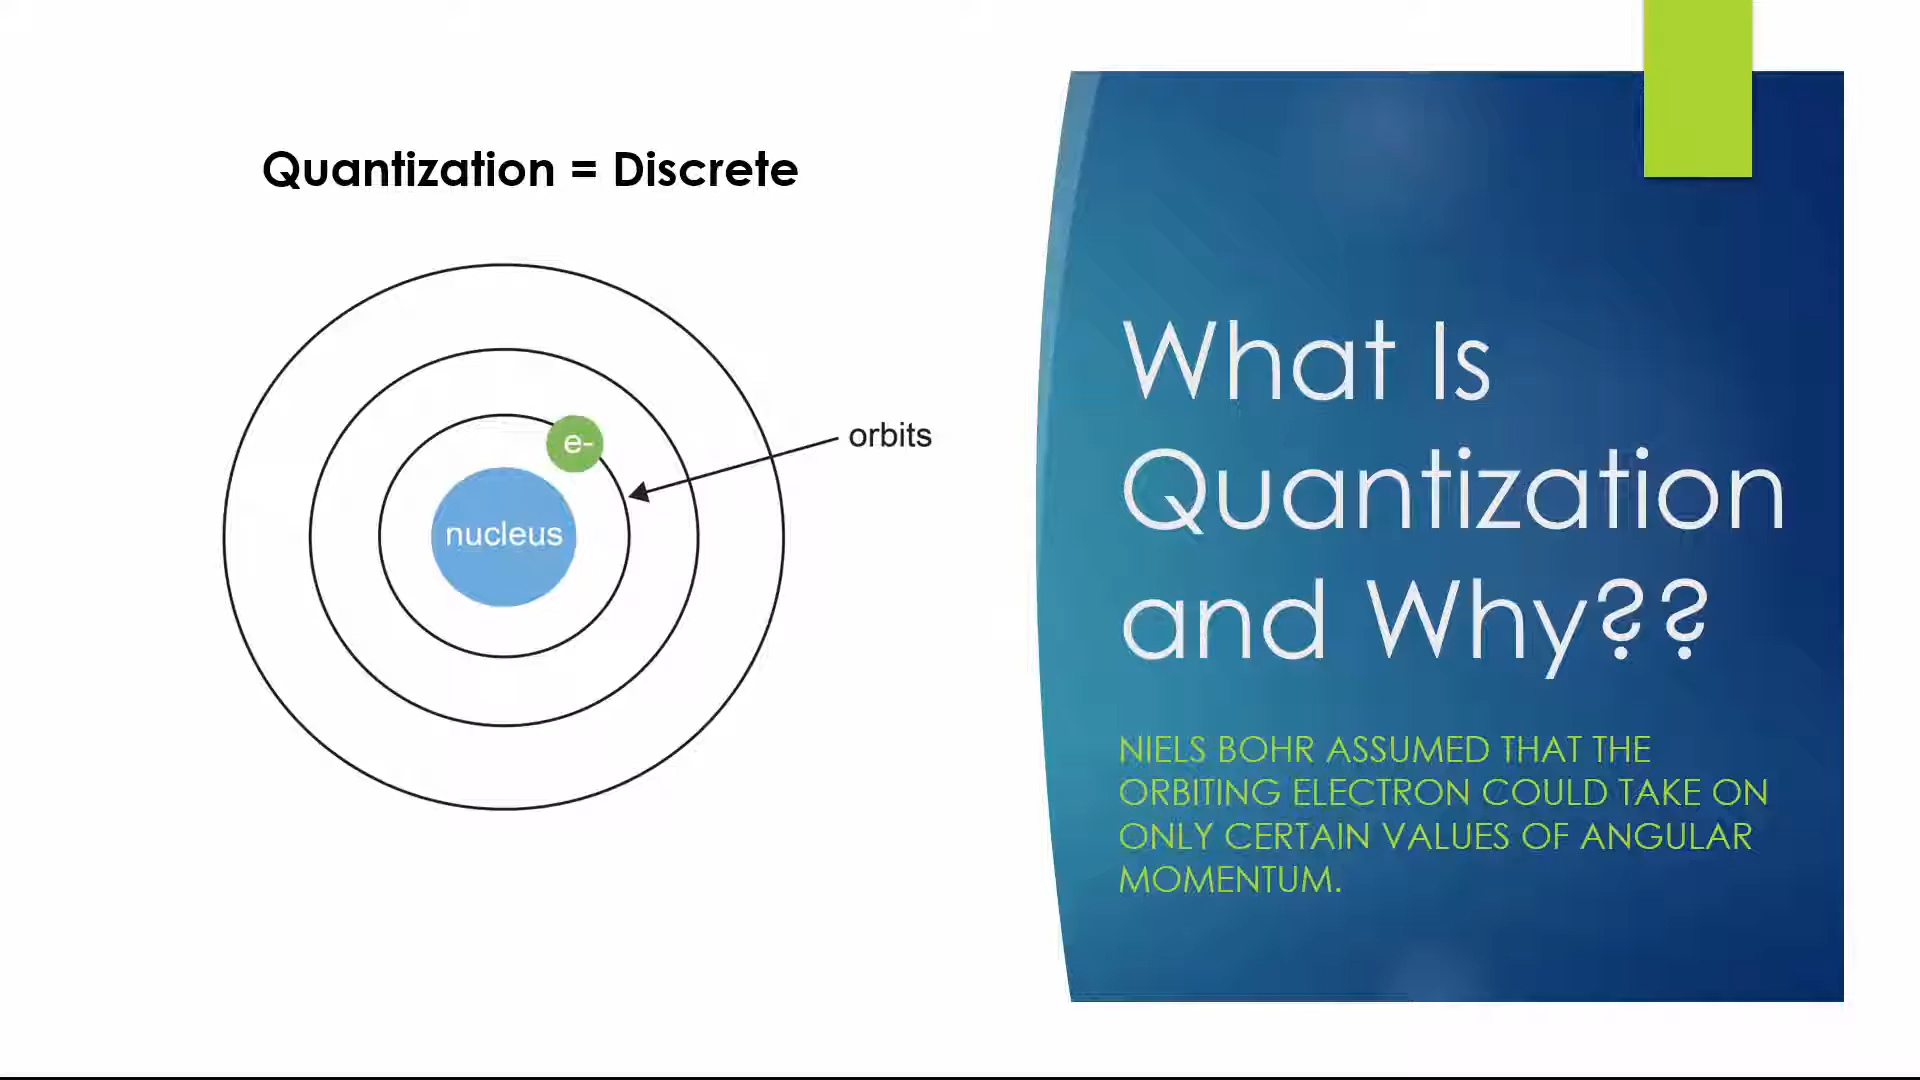 Quantization = Discrete
e-
orbits
nucleus
What Is
Quantization
and Why??
NIELS BOHR ASSUMED THAT THE
ORBITING ELECTRON COULD TAKE ON
ONLY CERTAIN VALUES OF ANGULAR
MOMENTUM.